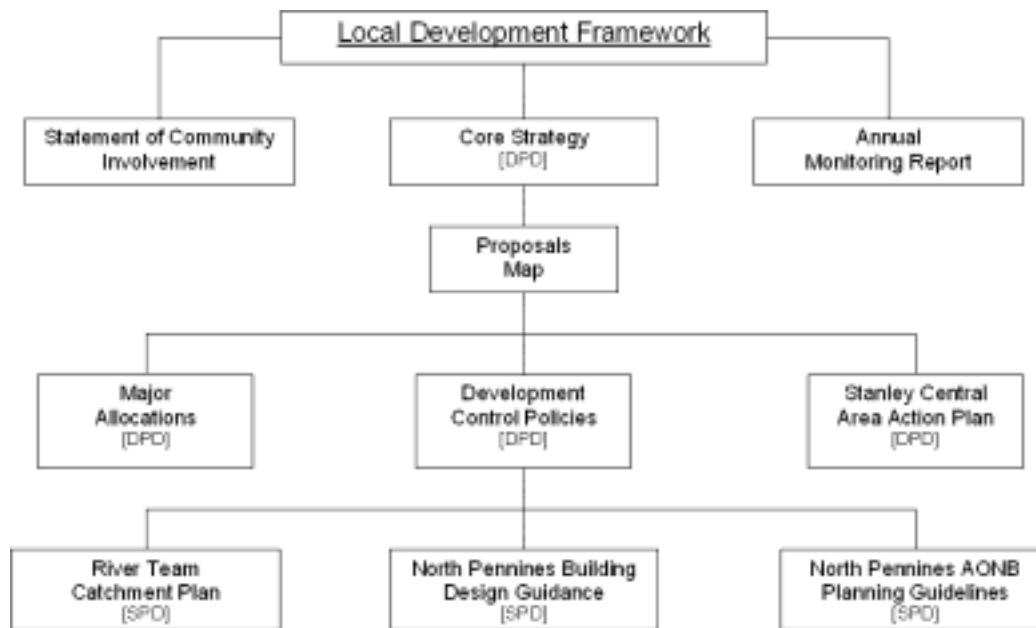 Local Development Framework
Statement of Community
Involvement
Core Strategy
[DPD]
Annual
Monitoring Report
Proposals
Map
Major
Allocations
[DPD]
Development
Control Policies
[DPD]
Stanley Central
Area Action Plan
[DPD]
River Team
Catchment Plan
[SPD]
North Pennines Building
Design Guidance
[SPD]
North Pennines AONB
Planning Guidelines
[SPD]